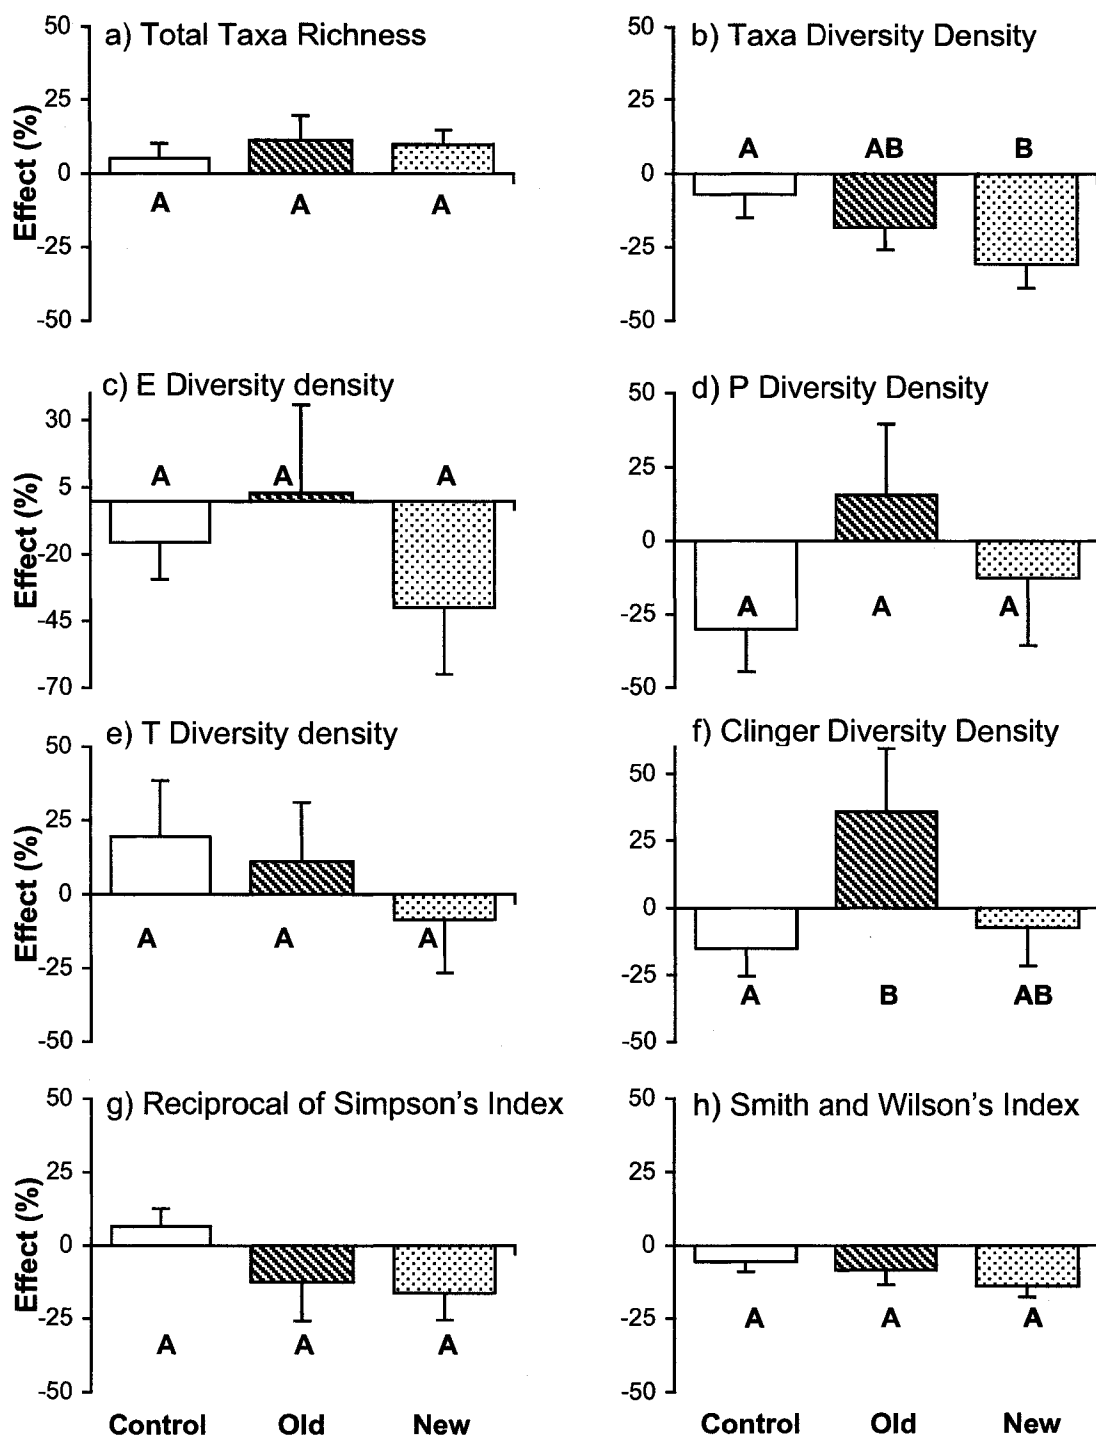 a) Total Taxa Richness
50
25
0
-25
-50
Effect (%)
A A A
b) Taxa Diversity Density
50
25
0
-25
-50
A AB B
c) E Diversity density
30
5
-20
-45
-70
Effect (%)
A A A
d) P Diversity Density
50
25
0
-25
-50
A A A
e) T Diversity density
50
25
0
-25
-50
Effect (%)
A A A
f) Clinger Diversity Density
50
25
0
-25
-50
A B AB
g) Reciprocal of Simpson's Index
50
25
0
-25
-50
Effect (%)
A A A
Control Old New
h) Smith and Wilson's Index
50
25
0
-25
-50
A A A
Control Old New